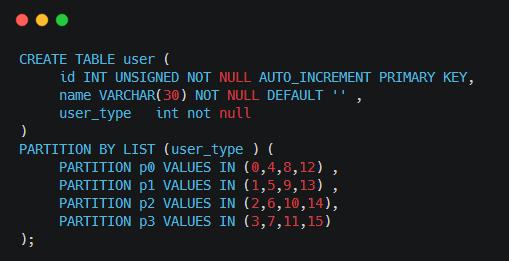 CREATE TABLE user (
     id INT UNSIGNED NOT NULL AUTO_INCREMENT PRIMARY KEY,
     name VARCHAR(30) NOT NULL DEFAULT '' ,
     user_type   int not null
)
PARTITION BY LIST (user_type ) (
     PARTITION p0 VALUES IN (0,4,8,12) ,
     PARTITION p1 VALUES IN (1,5,9,13) ,
     PARTITION p2 VALUES IN (2,6,10,14),
     PARTITION p3 VALUES IN (3,7,11,15)
);